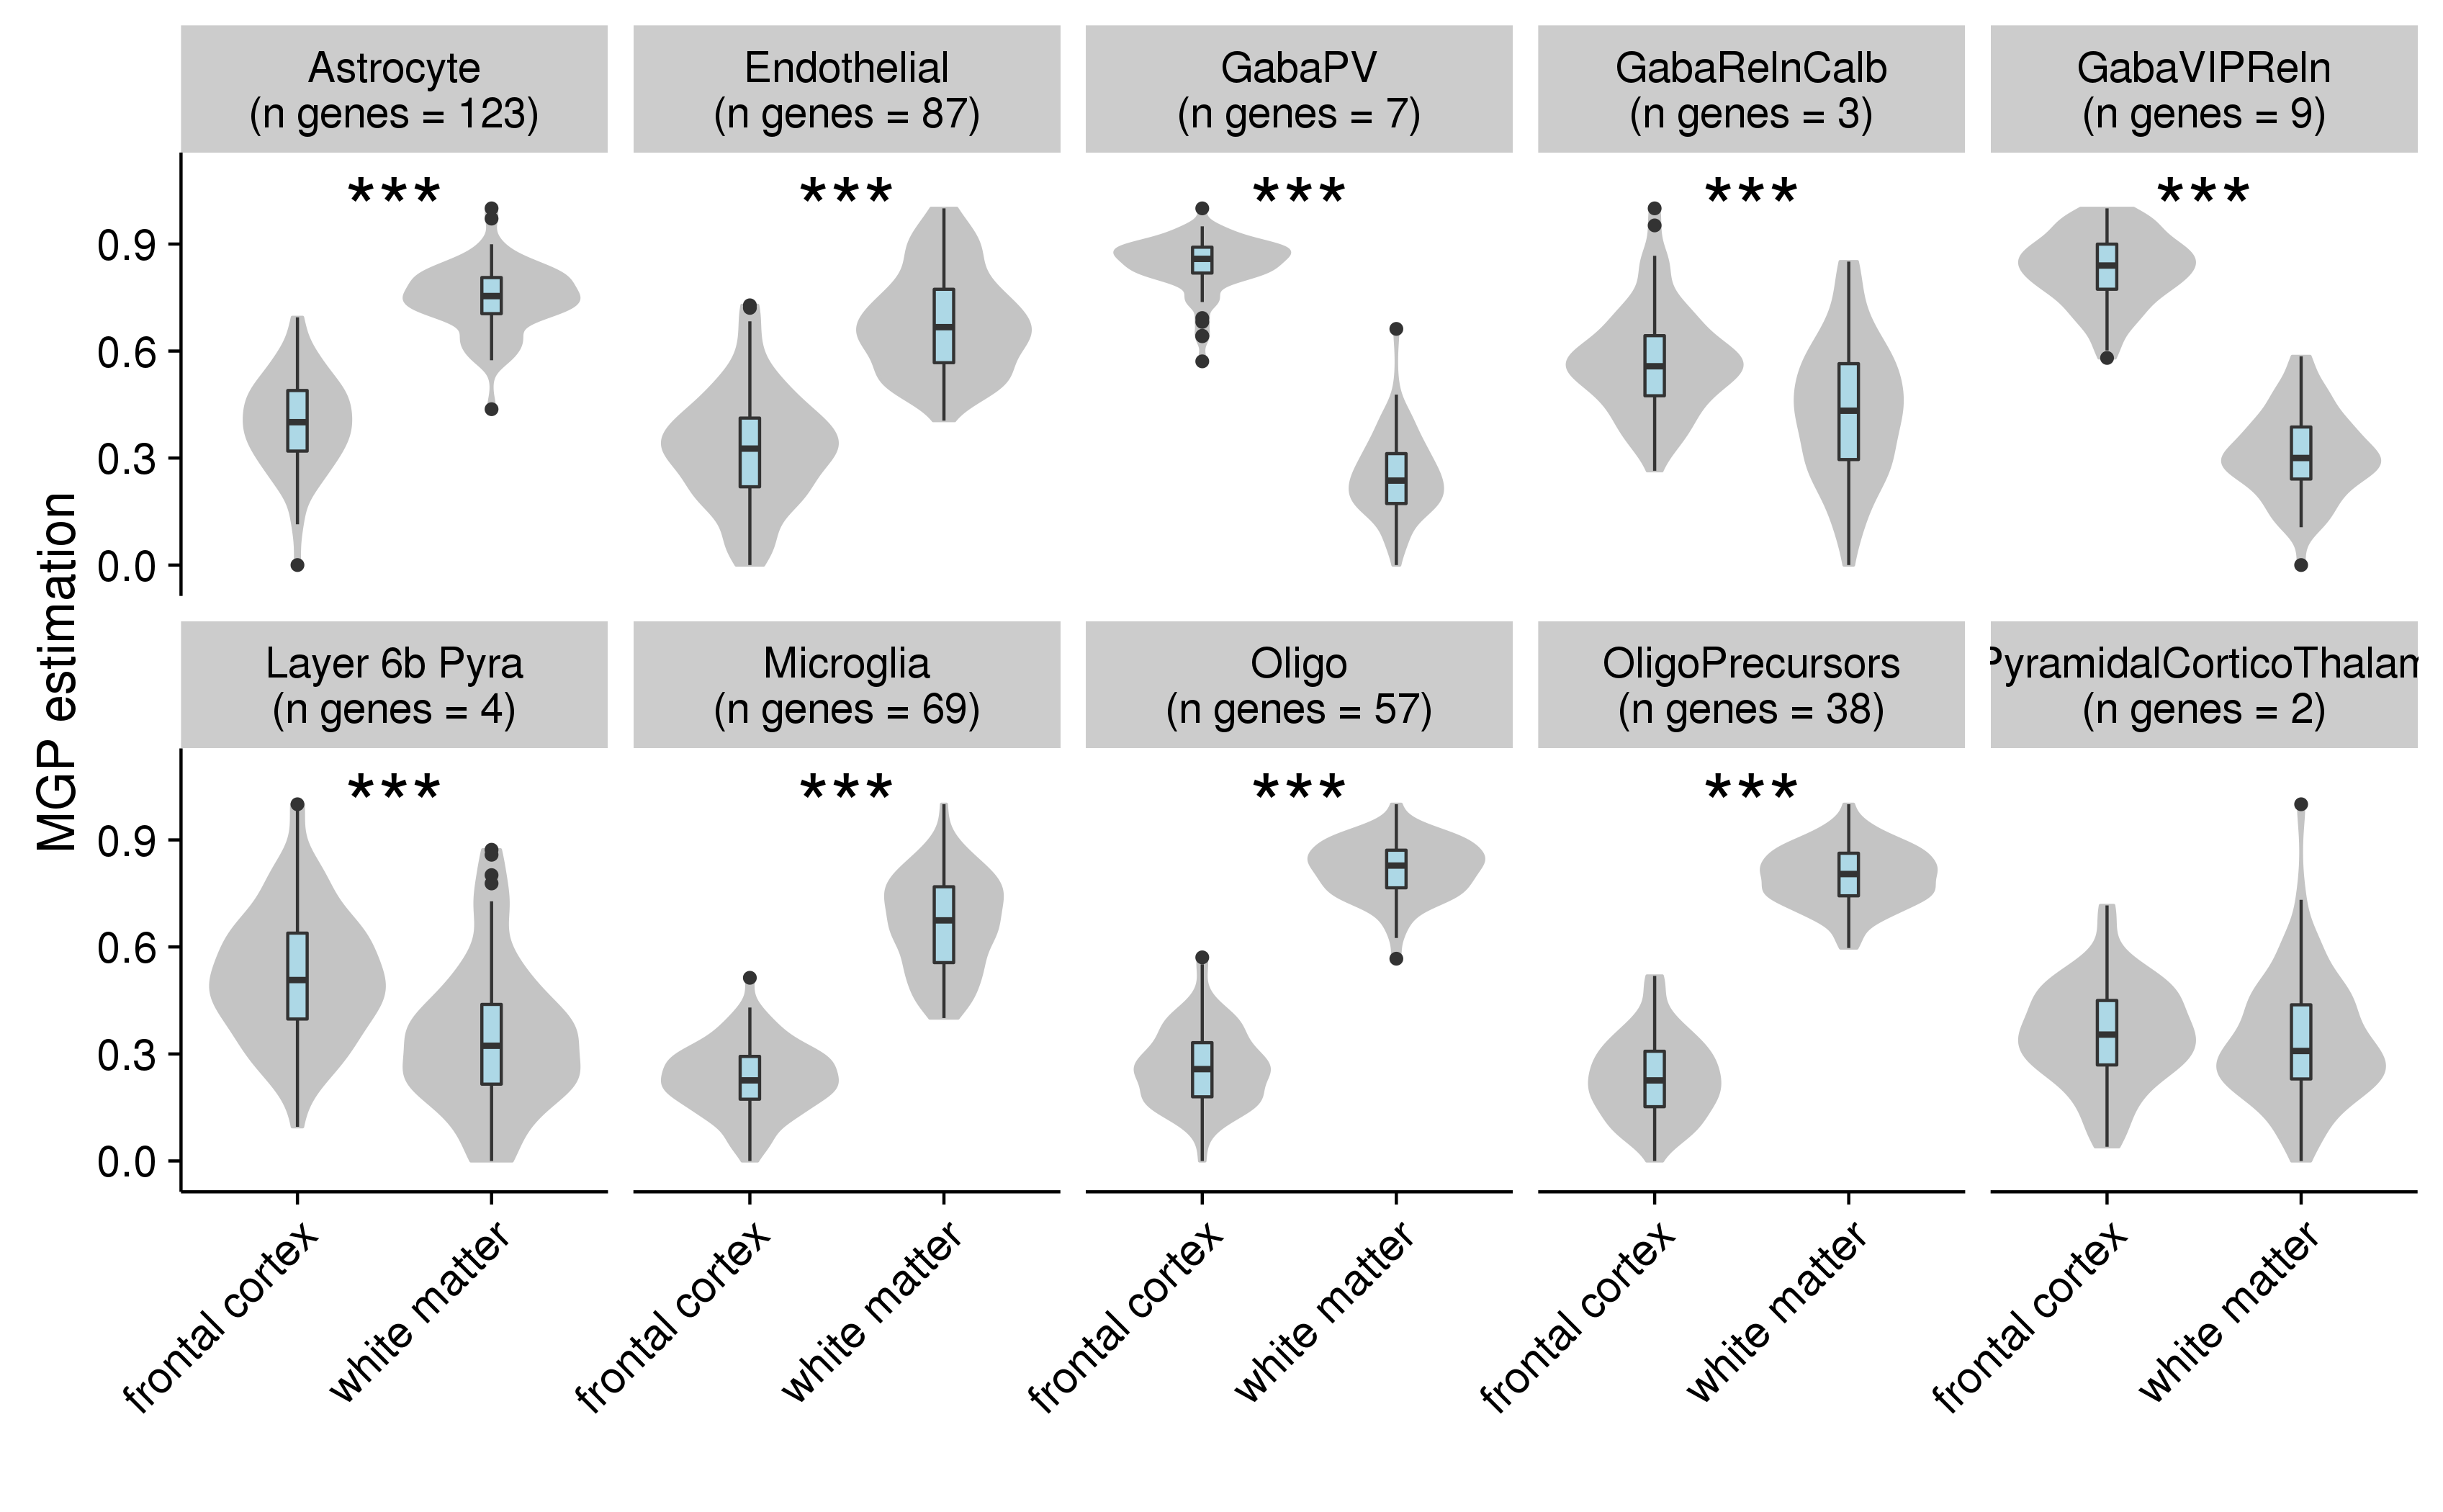 Astrocyte
(n genes = 123)
Endothelial
(n genes = 87)
GabaPV
(n genes = 7)
GabaRelnCalb
(n genes = 3)
GabaVIPReln
(n genes = 9)
***
***
***
***
***
0.9
0.6
0.3
0.0
MGP estimation
Layer 6b Pyra
(n genes = 4)
Microglia
(n genes = 69)
Oligo
(n genes = 57)
OligoPrecursors
(n genes = 38)
PyramidalCorticoThalam
(n genes = 2)
***
***
***
***
0.9
0.6
0.3
0.0
frontal cortex
white matter
frontal cortex
white matter
frontal cortex
white matter
frontal cortex
white matter
frontal cortex
white matter